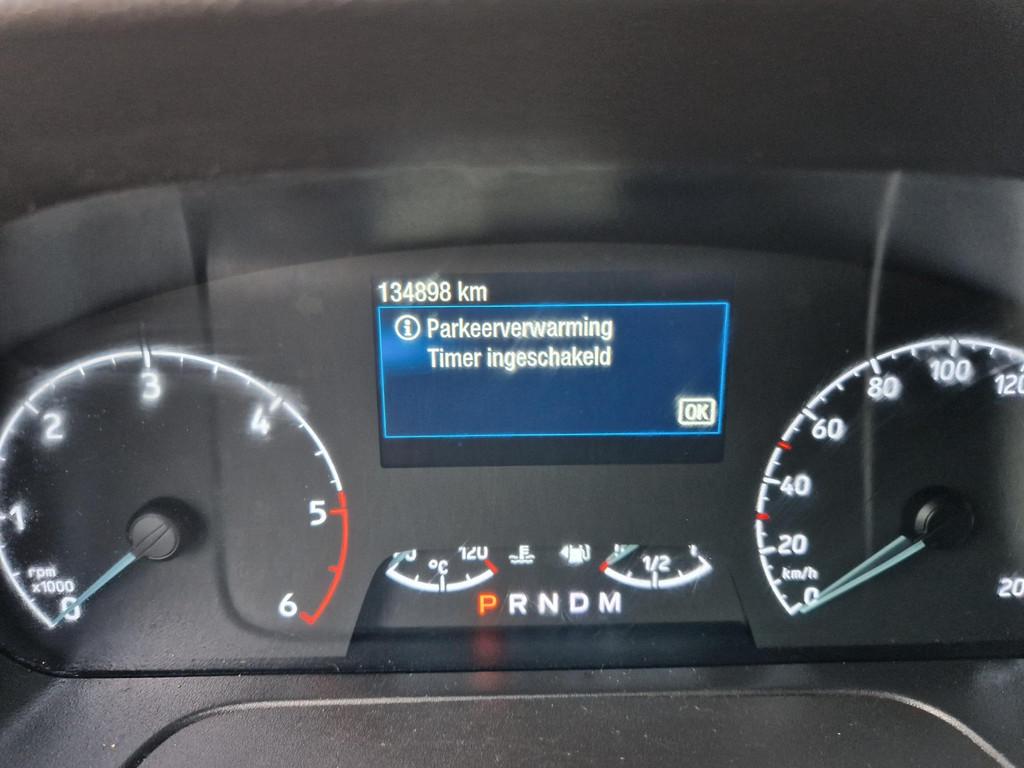 134898 km
i Parkeerverwarming
Timer ingeschakeld
OK
1 2 3 4 5 6
rpm
x1000
0
120
°C
1/2
P R N D M
0 20 40 60 80 100 120
km/h